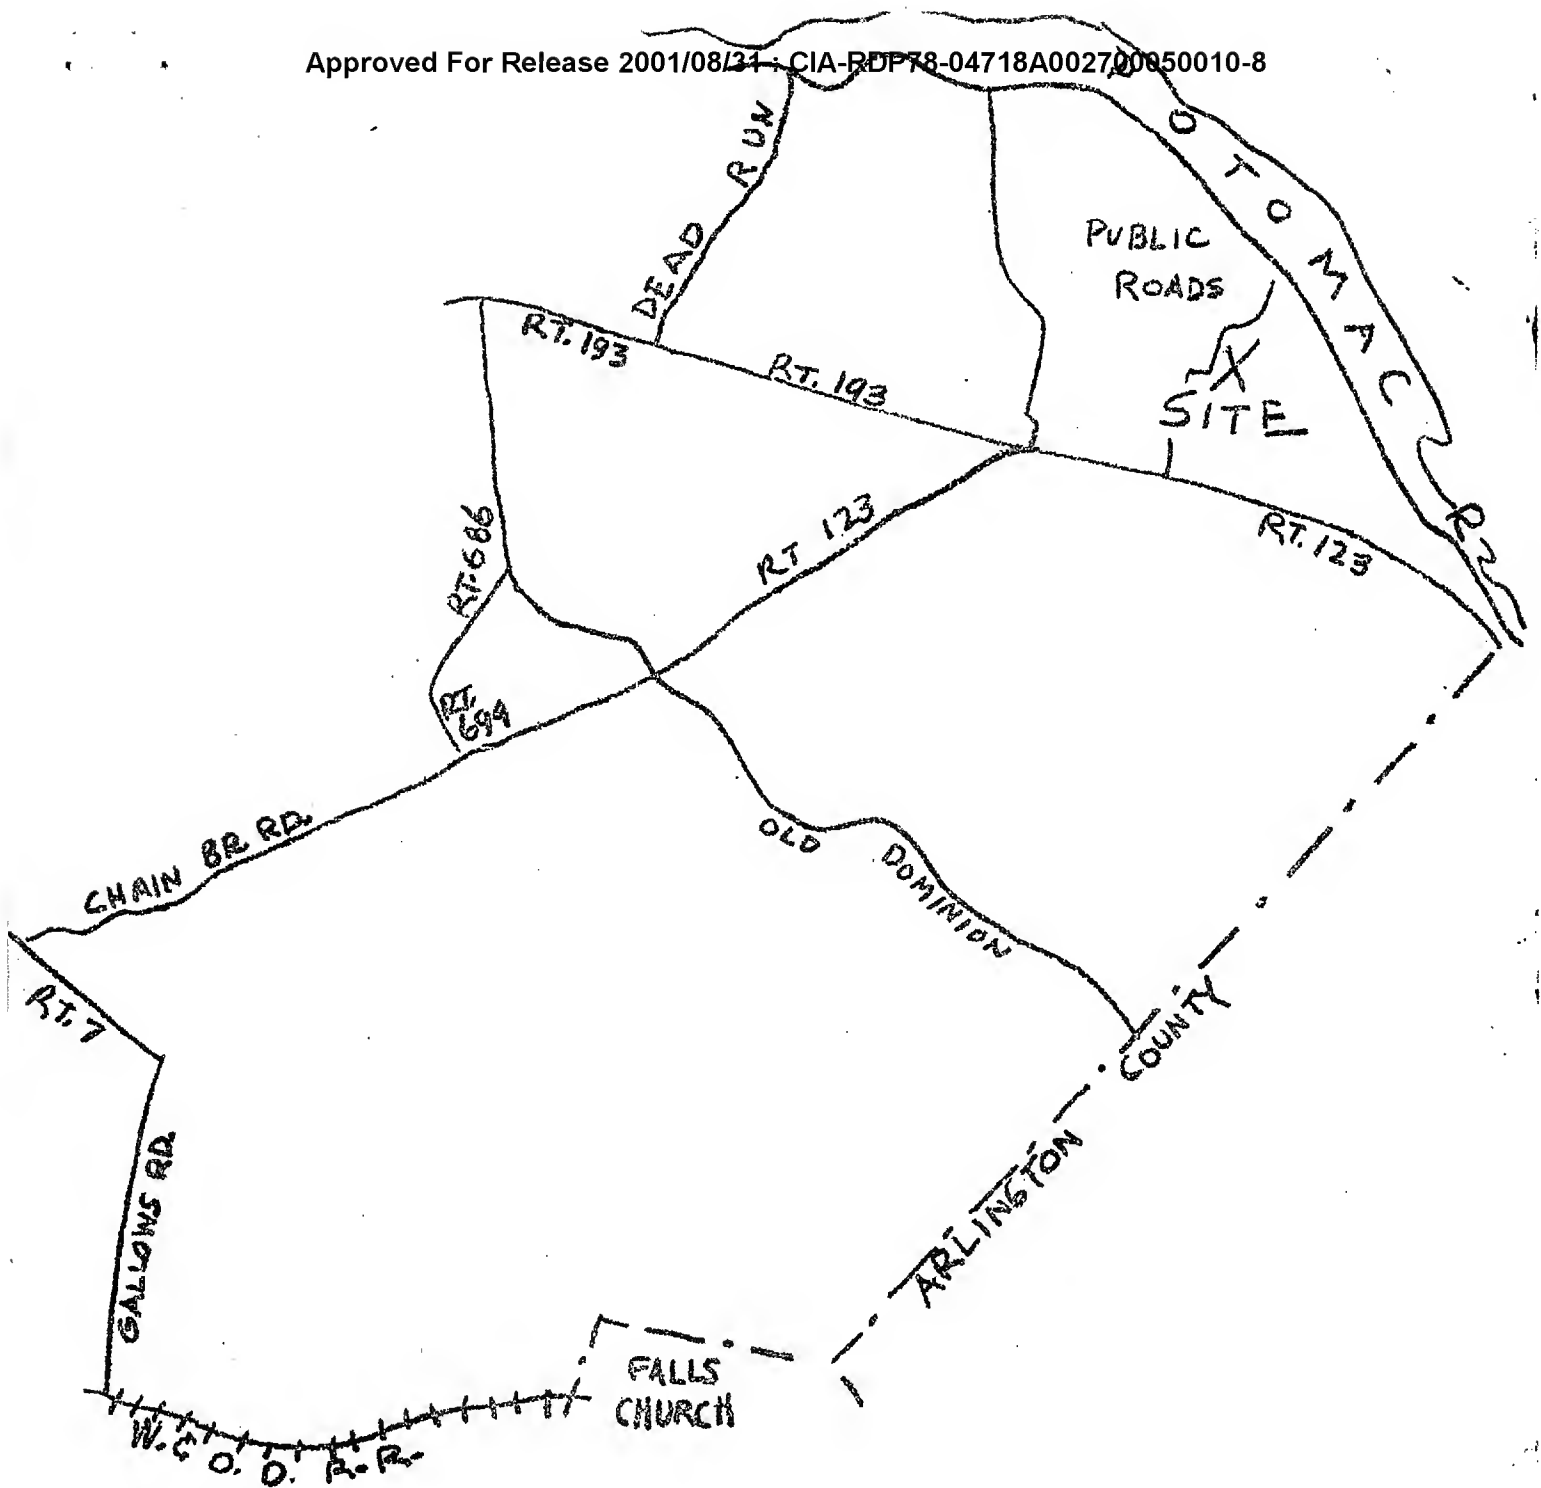 Approved For Release 2001/08/31 : CIA-RDP78-04718A002700050010-8
POTOMAC R.
DEAD RUN
PUBLIC
ROADS
RT. 193
RT. 193
X
SITE
RT. 123
RT 123
RT. 686
RT.
694
CHAIN BR. RD.
OLD DOMINION
RT. 7
COUNTY
ARLINGTON
GALLOWS RD.
FALLS
CHURCH
W. & O. D. R. R.